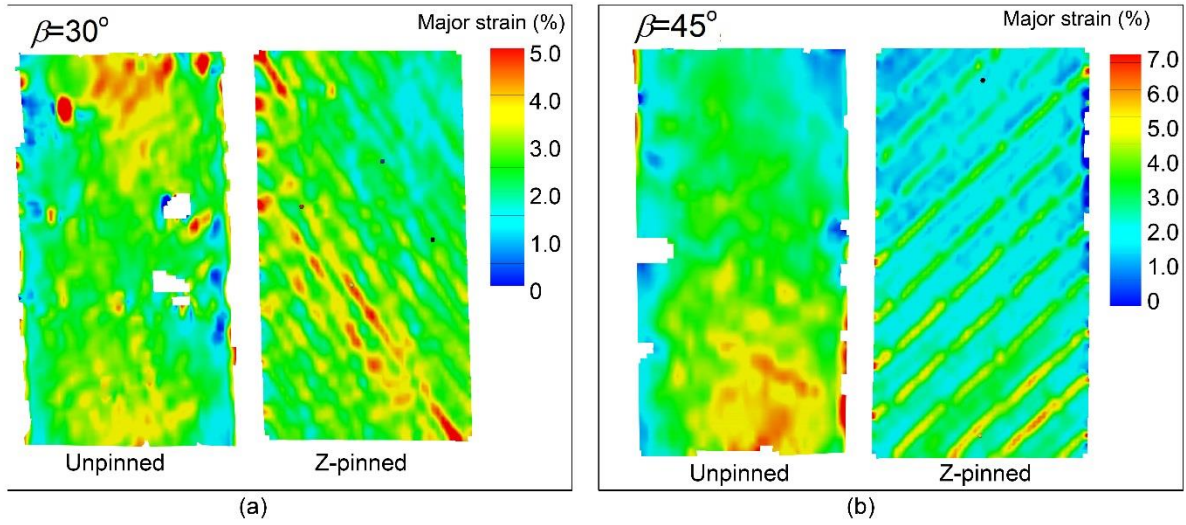 β=30°
Major strain (%)
5.0
4.0
3.0
2.0
1.0
0
Unpinned
Z-pinned
(a)
β=45°
Major strain (%)
7.0
6.0
5.0
4.0
3.0
2.0
1.0
0
Unpinned
Z-pinned
(b)